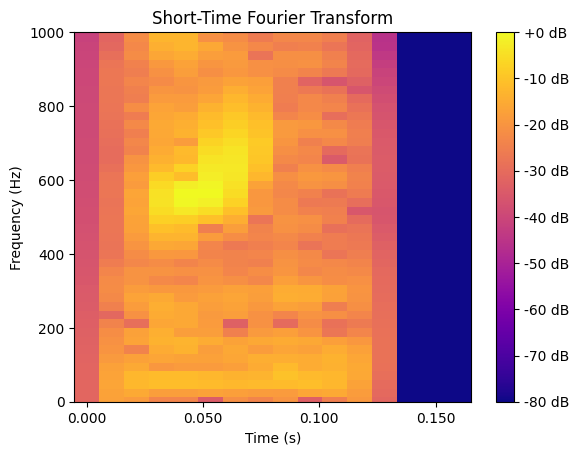 Short-Time Fourier Transform
1000
800
600
400
200
0
Frequency (Hz)
0.000
0.050
0.100
0.150
Time (s)
+0 dB
-10 dB
-20 dB
-30 dB
-40 dB
-50 dB
-60 dB
-70 dB
-80 dB